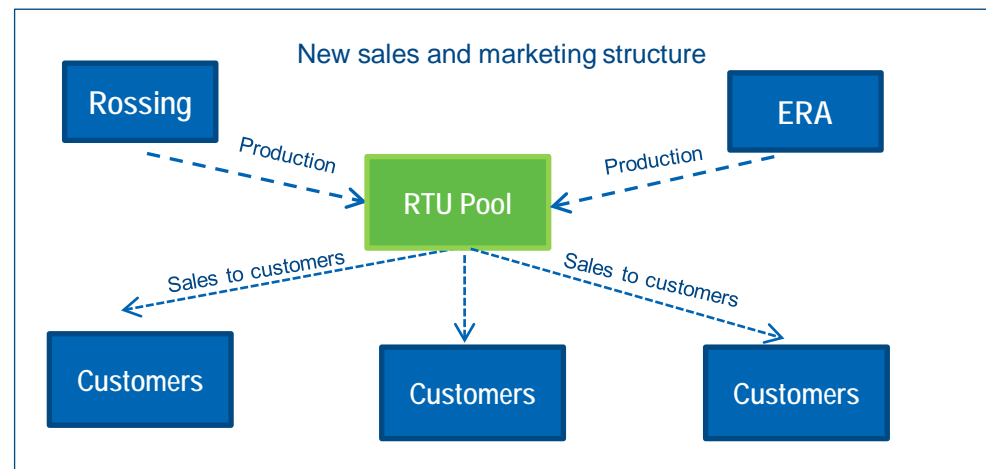 New sales and marketing structure
Rossing
ERA
Production
Production
RTU Pool
Sales to customers
Sales to customers
Customers
Customers
Customers